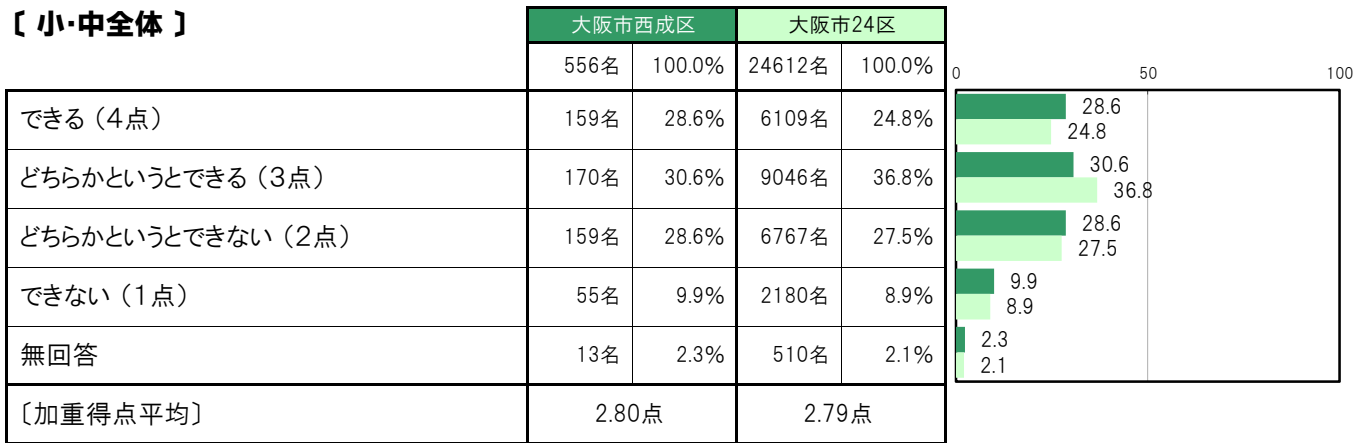 〔 小・中全体 〕
大阪市西成区 大阪市24区
556名 100.0% 24612名 100.0%
0 50 100
できる（4点） 159名 28.6% 6109名 24.8%
28.6
24.8
どちらかというとできる（3点） 170名 30.6% 9046名 36.8%
30.6
36.8
どちらかというとできない（2点） 159名 28.6% 6767名 27.5%
28.6
27.5
できない（1点） 55名 9.9% 2180名 8.9%
9.9
8.9
無回答 13名 2.3% 510名 2.1%
2.3
2.1
〔加重得点平均〕 2.80点 2.79点